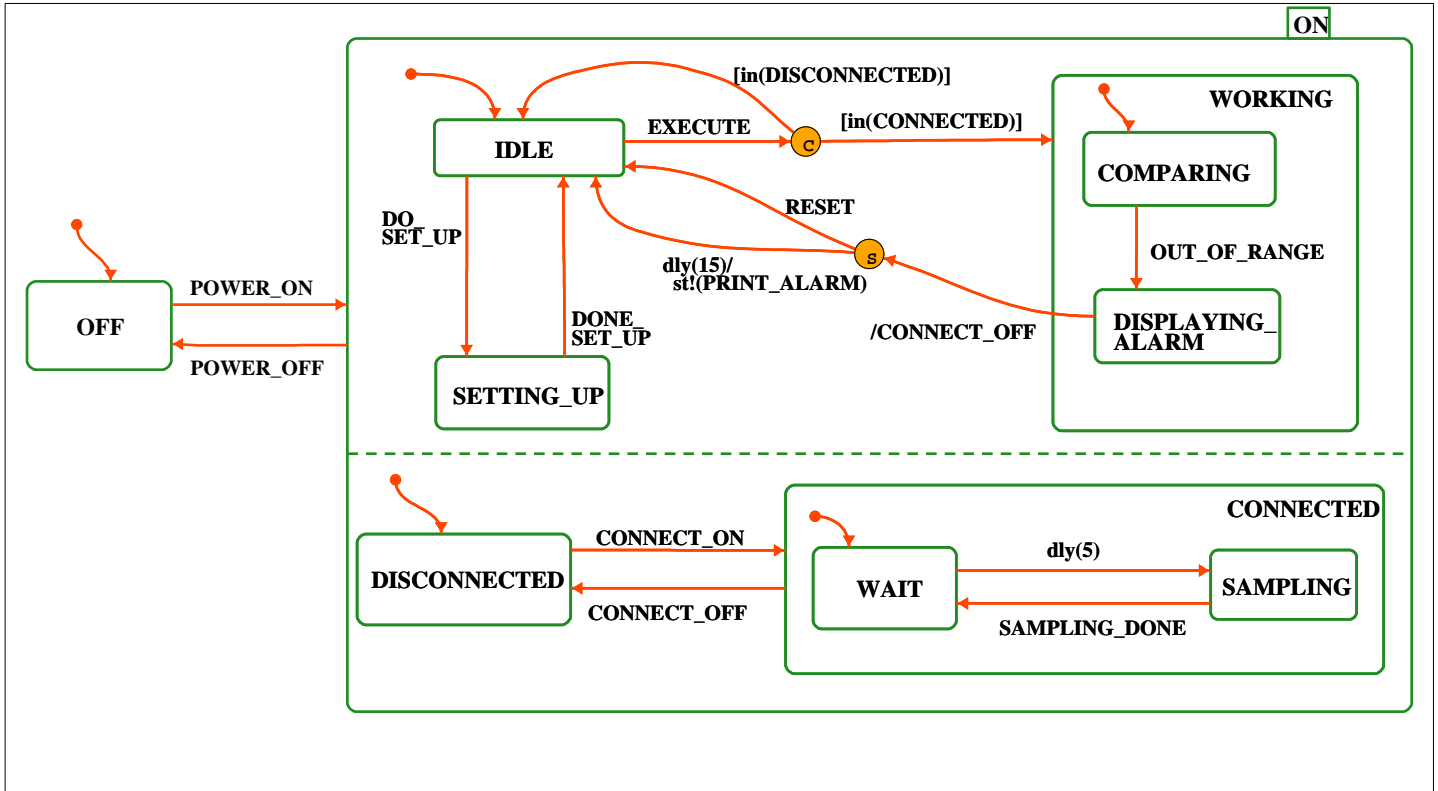 ON
[in(DISCONNECTED)]
WORKING
EXECUTE
[in(CONNECTED)]
C
IDLE
COMPARING
DO_
SET_UP
RESET
S
OUT_OF_RANGE
dly(15)/
st!(PRINT_ALARM)
POWER_ON
OFF
DONE_
SET_UP
/CONNECT_OFF
DISPLAYING_
ALARM
POWER_OFF
SETTING_UP
CONNECTED
CONNECT_ON
dly(5)
DISCONNECTED
WAIT
SAMPLING
CONNECT_OFF
SAMPLING_DONE